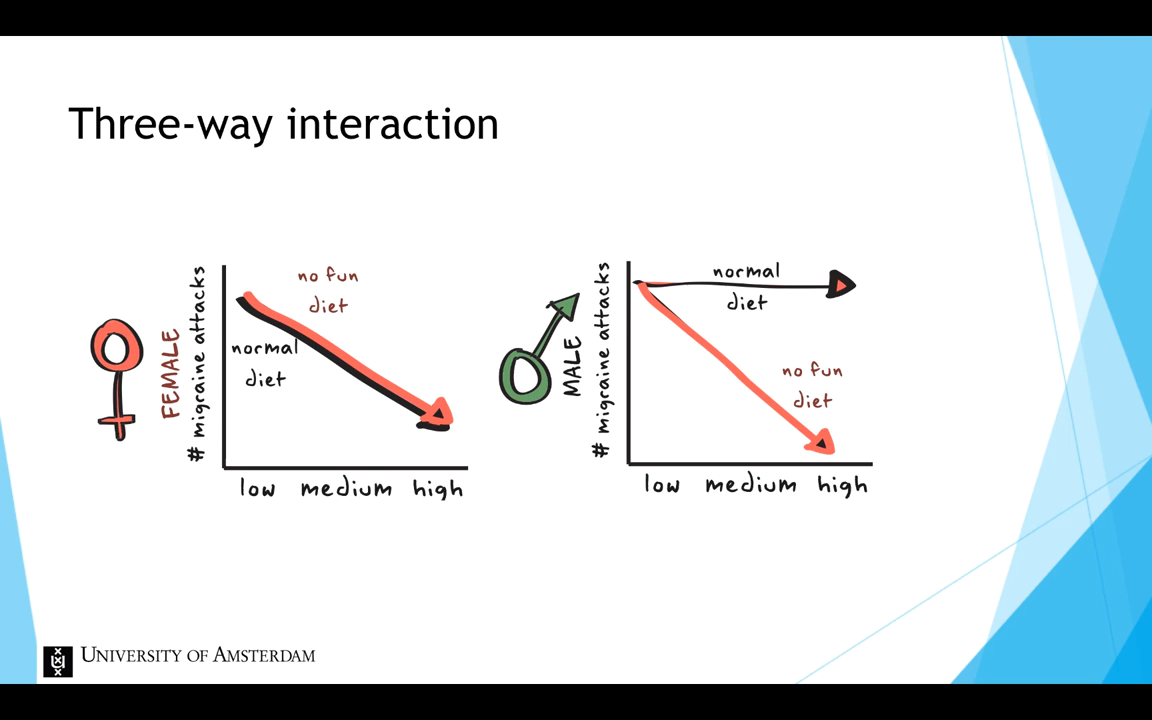 Three-way interaction
FEMALE
# migraine attacks
no fun
diet
normal
diet
low medium high
MALE
# migraine attacks
normal
diet
no fun
diet
low medium high
UNIVERSITY OF AMSTERDAM